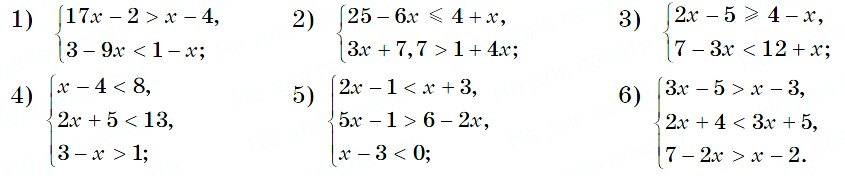 1) {17x − 2 > x − 4,
3 − 9x < 1 − x;
2) {25 − 6x ⩽ 4 + x,
3x + 7,7 > 1 + 4x;
3) {2x − 5 ⩾ 4 − x,
7 − 3x < 12 + x;
4) {x − 4 < 8,
2x + 5 < 13,
3 − x > 1;
5) {2x − 1 < x + 3,
5x − 1 > 6 − 2x,
x − 3 < 0;
6) {3x − 5 > x − 3,
2x + 4 < 3x + 5,
7 − 2x > x − 2.